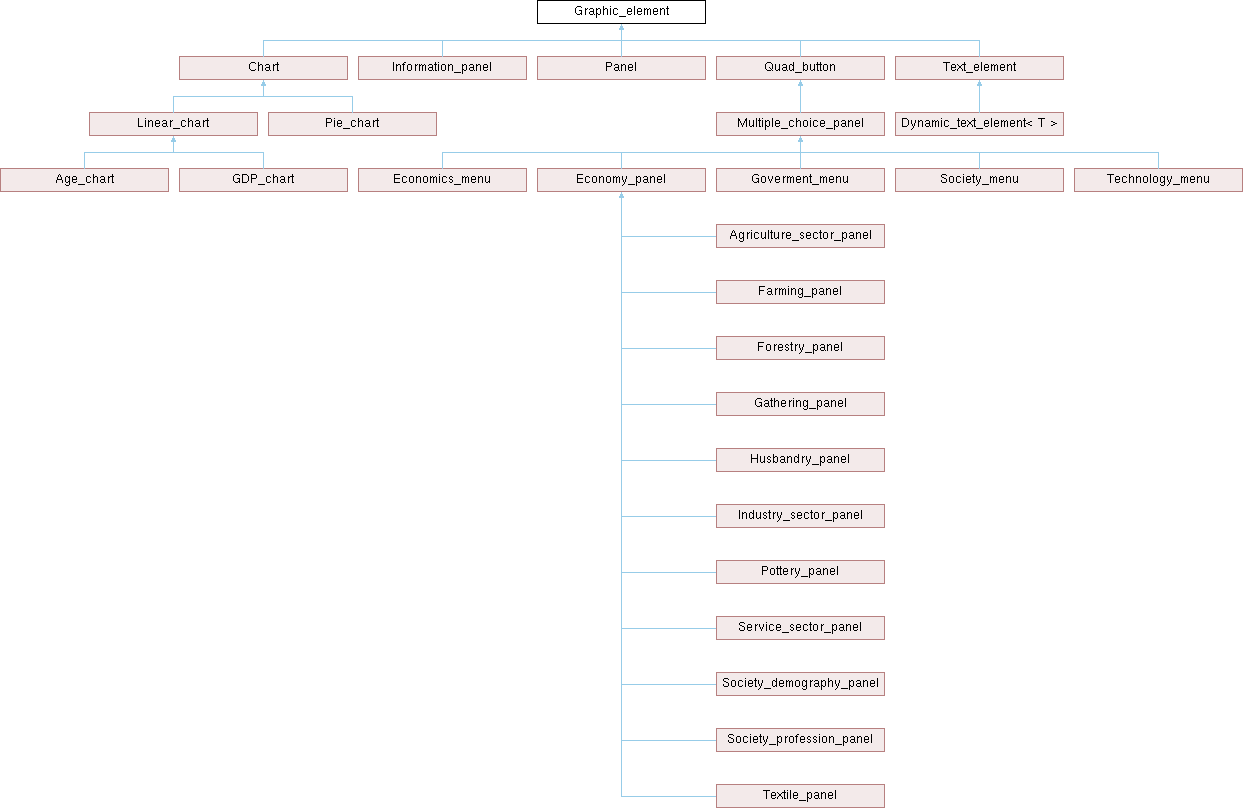 Graphic_element
Chart
Information_panel
Panel
Quad_button
Text_element
Linear_chart
Pie_chart
Multiple_choice_panel
Dynamic_text_element< T >
Age_chart
GDP_chart
Economics_menu
Economy_panel
Goverment_menu
Society_menu
Technology_menu
Agriculture_sector_panel
Farming_panel
Forestry_panel
Gathering_panel
Husbandry_panel
Industry_sector_panel
Pottery_panel
Service_sector_panel
Society_demography_panel
Society_profession_panel
Textile_panel